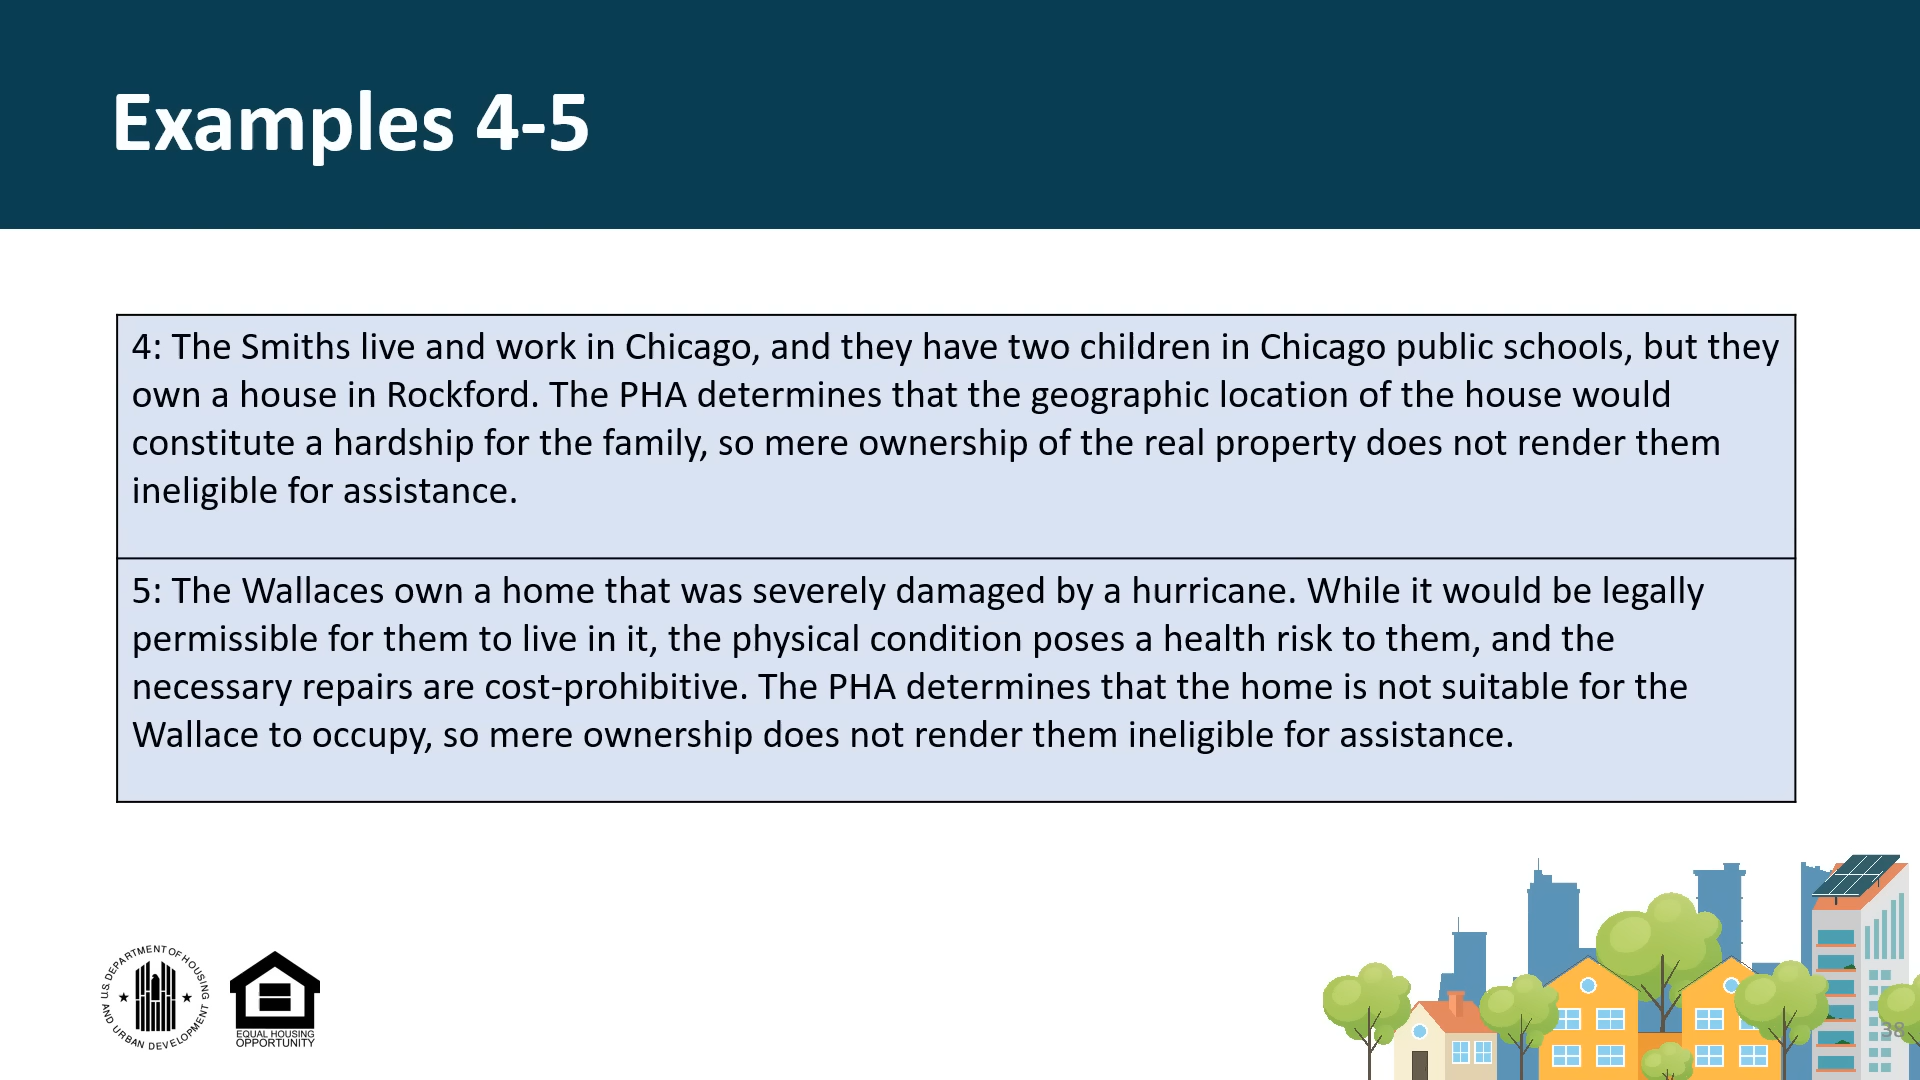 Examples 4-5
4: The Smiths live and work in Chicago, and they have two children in Chicago public schools, but they
own a house in Rockford. The PHA determines that the geographic location of the house would
constitute a hardship for the family, so mere ownership of the real property does not render them
ineligible for assistance.
5: The Wallaces own a home that was severely damaged by a hurricane. While it would be legally
permissible for them to live in it, the physical condition poses a health risk to them, and the
necessary repairs are cost-prohibitive. The PHA determines that the home is not suitable for the
Wallace to occupy, so mere ownership does not render them ineligible for assistance.
U.S. DEPARTMENT OF HOUSING
AND URBAN DEVELOPMENT
EQUAL HOUSING
OPPORTUNITY
38